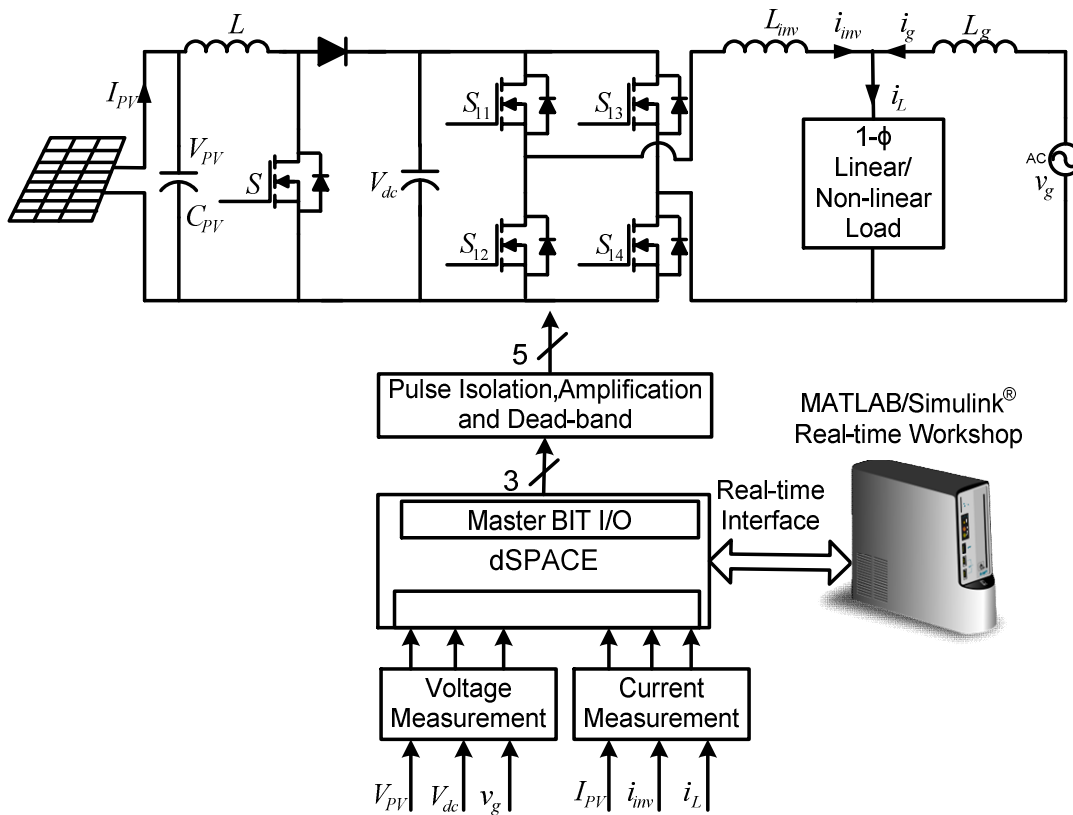 L
I_PV
V_PV
C_PV
S
V_dc
S_11
S_13
S_12
S_14
L_inv
i_inv
i_g
L_g
i_L
1-ϕ
Linear/
Non-linear
Load
AC
v_g
5
Pulse Isolation,Amplification
and Dead-band
3
Master BIT I/O
dSPACE
Real-time
Interface
MATLAB/Simulink®
Real-time Workshop
Voltage
Measurement
Current
Measurement
V_PV V_dc v_g I_PV i_inv i_L